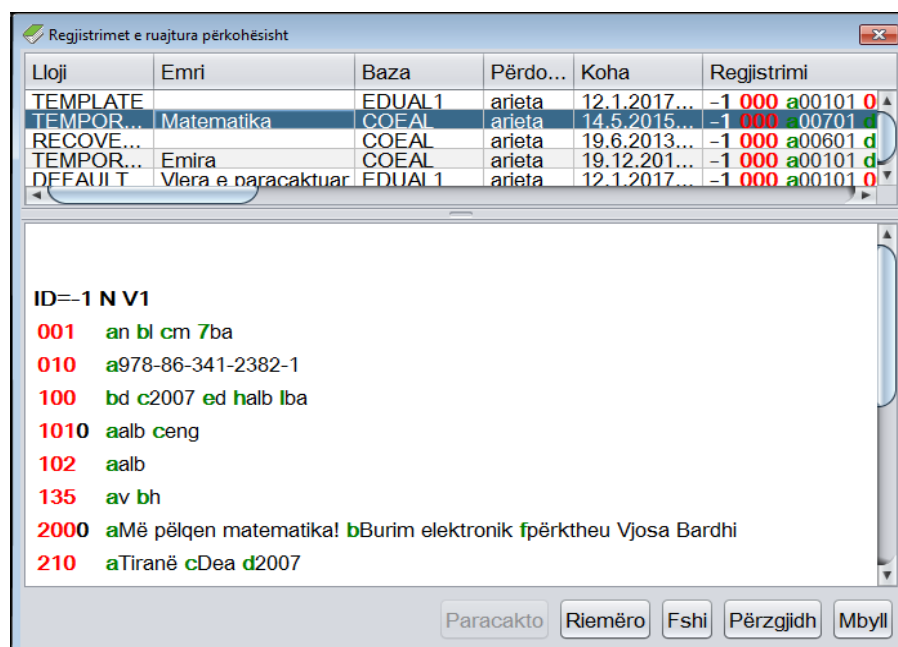 Regjistrimet e ruajtura përkohësisht
Lloji Emri Baza Përdo... Koha Regjistrimi
TEMPLATE EDUAL1 arieta 12.1.2017... -1 000 a00101 0
TEMPOR... Matematika COEAL arieta 14.5.2015... -1 000 a00701 d
RECOVE... COEAL arieta 19.6.2013... -1 000 a00601 d
TEMPOR... Emira COEAL arieta 19.12.201... -1 000 a00101 d
DEFAULT Vlera e paracaktuar EDUAL1 arieta 12.1.2017... -1 000 a00101 0
ID=-1 N V1
001 an bl cm 7ba
010 a978-86-341-2382-1
100 bd c2007 ed halb lba
1010 aalb ceng
102 aalb
135 av bh
2000 aMë pëlqen matematika! bBurim elektronik fpërktheu Vjosa Bardhi
210 aTiranë cDea d2007
Paracakto Riemëro Fshi Përzgjidh Mbyll